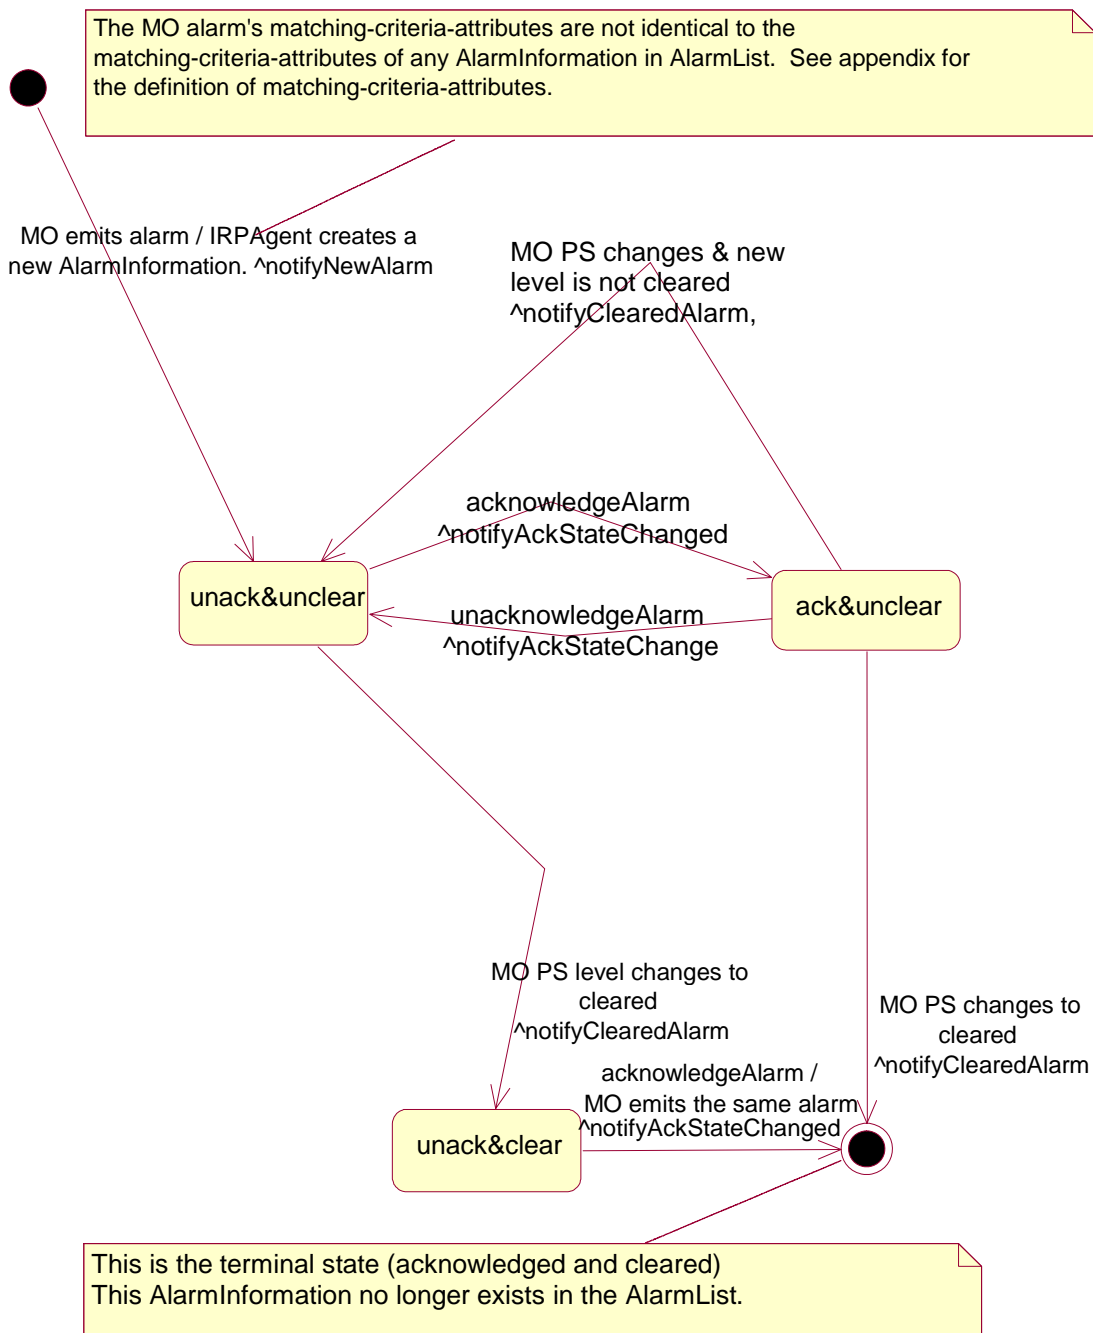 The MO alarm's matching-criteria-attributes are not identical to the
matching-criteria-attributes of any AlarmInformation in AlarmList.  See appendix for
the definition of matching-criteria-attributes.
MO emits alarm / IRPAgent creates a
new AlarmInformation. ^notifyNewAlarm
MO PS changes & new
level is not cleared
^notifyClearedAlarm,
acknowledgeAlarm
^notifyAckStateChanged
unack&unclear
ack&unclear
unacknowledgeAlarm
^notifyAckStateChange
MO PS level changes to
cleared
^notifyClearedAlarm
MO PS changes to
cleared
^notifyClearedAlarm
acknowledgeAlarm /
MO emits the same alarm
^notifyAckStateChanged
unack&clear
This is the terminal state (acknowledged and cleared)
This AlarmInformation no longer exists in the AlarmList.